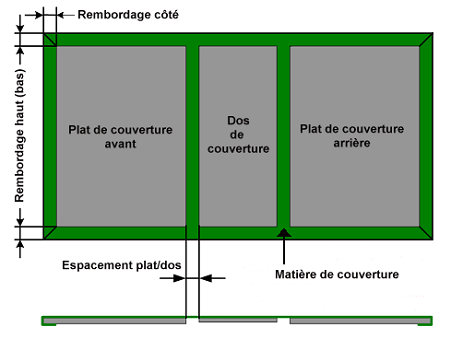 Rembordage côté
Rembordage haut (bas)
Plat de couverture
avant
Dos
de
couverture
Plat de couverture
arrière
Espacement plat/dos
Matière de couverture